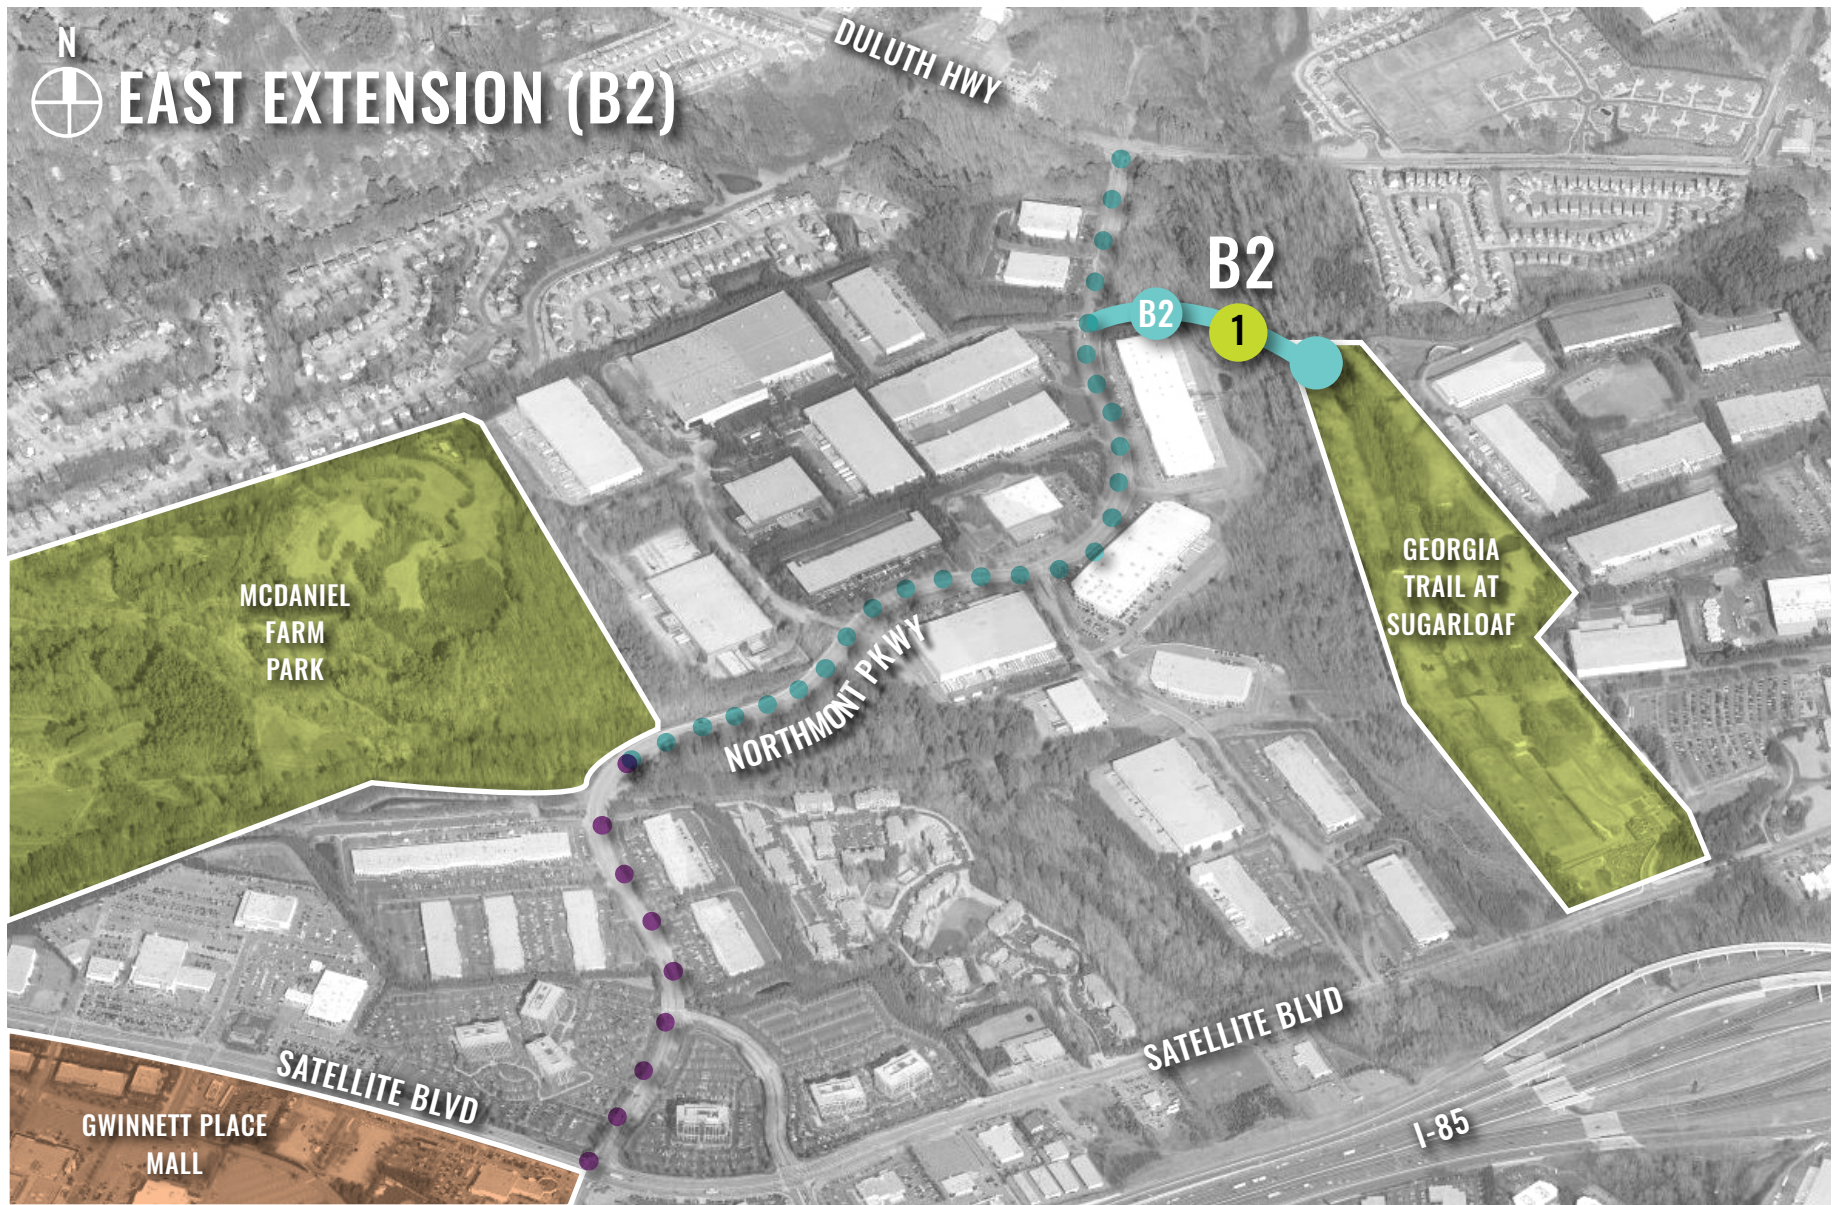 N
EAST EXTENSION (B2)
DULUTH HWY
B2
B2
1
MCDANIEL
FARM
PARK
GEORGIA
TRAIL AT
SUGARLOAF
NORTHMONT PKWY
SATELLITE BLVD
SATELLITE BLVD
GWINNETT PLACE
MALL
I-85